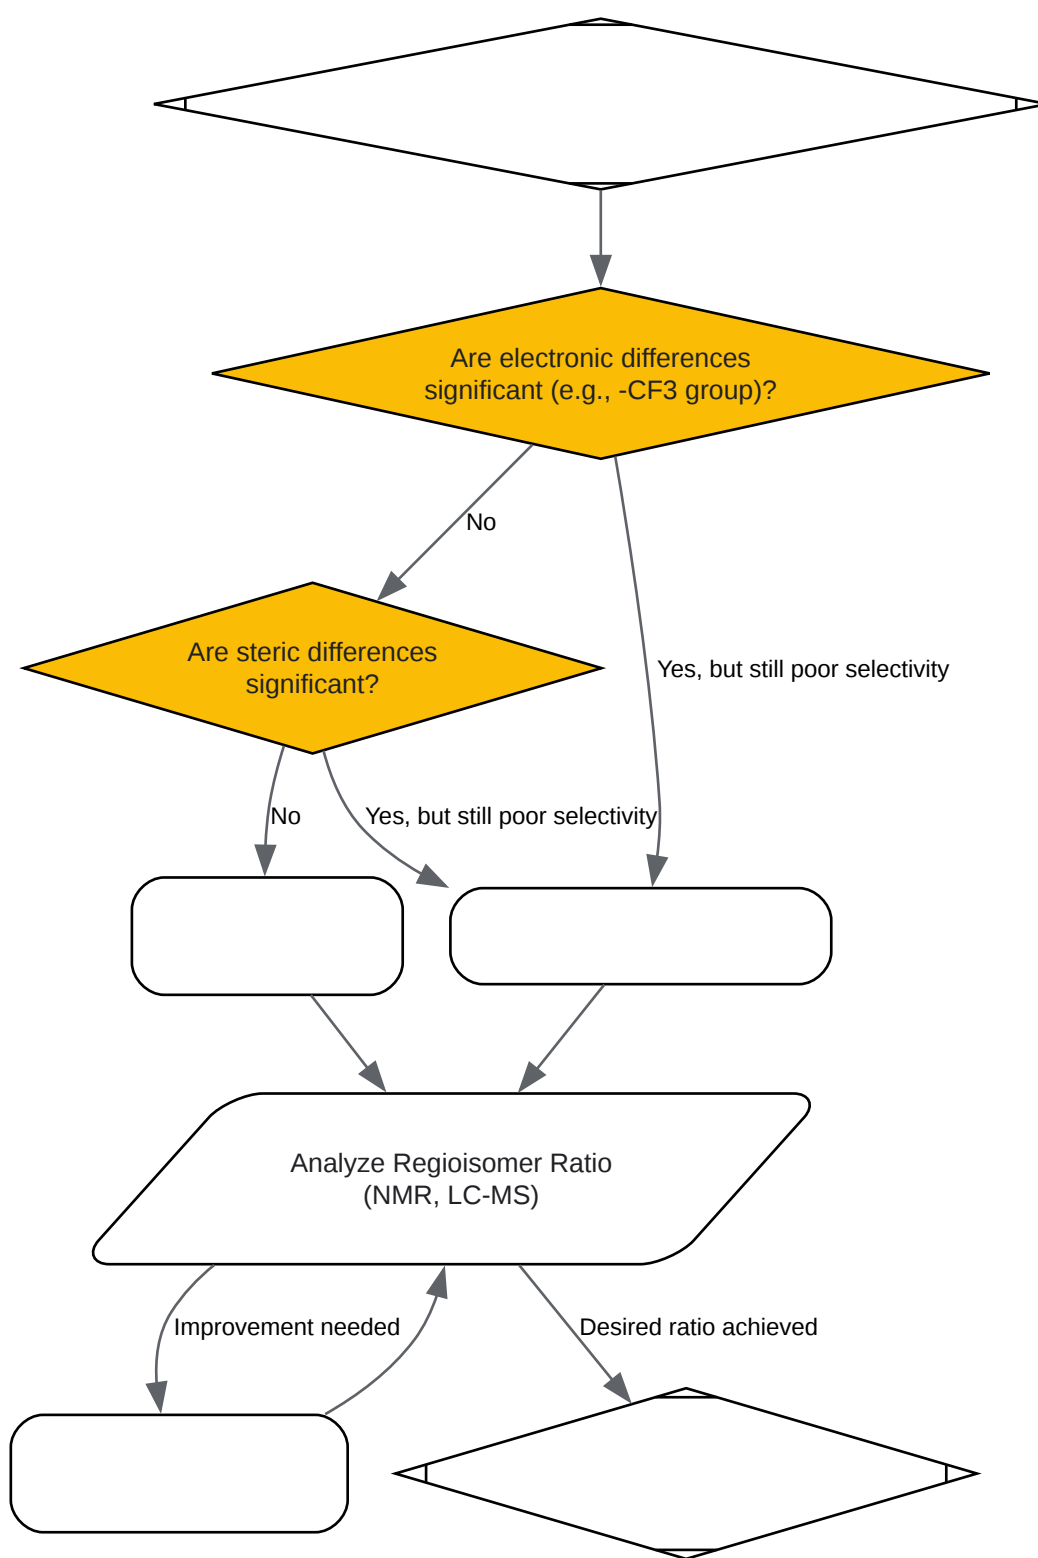 Are electronic differences
significant (e.g., -CF3 group)?
No
Are steric differences
significant?
Yes, but still poor selectivity
No
Yes, but still poor selectivity
Analyze Regioisomer Ratio
(NMR, LC-MS)
Improvement needed
Desired ratio achieved